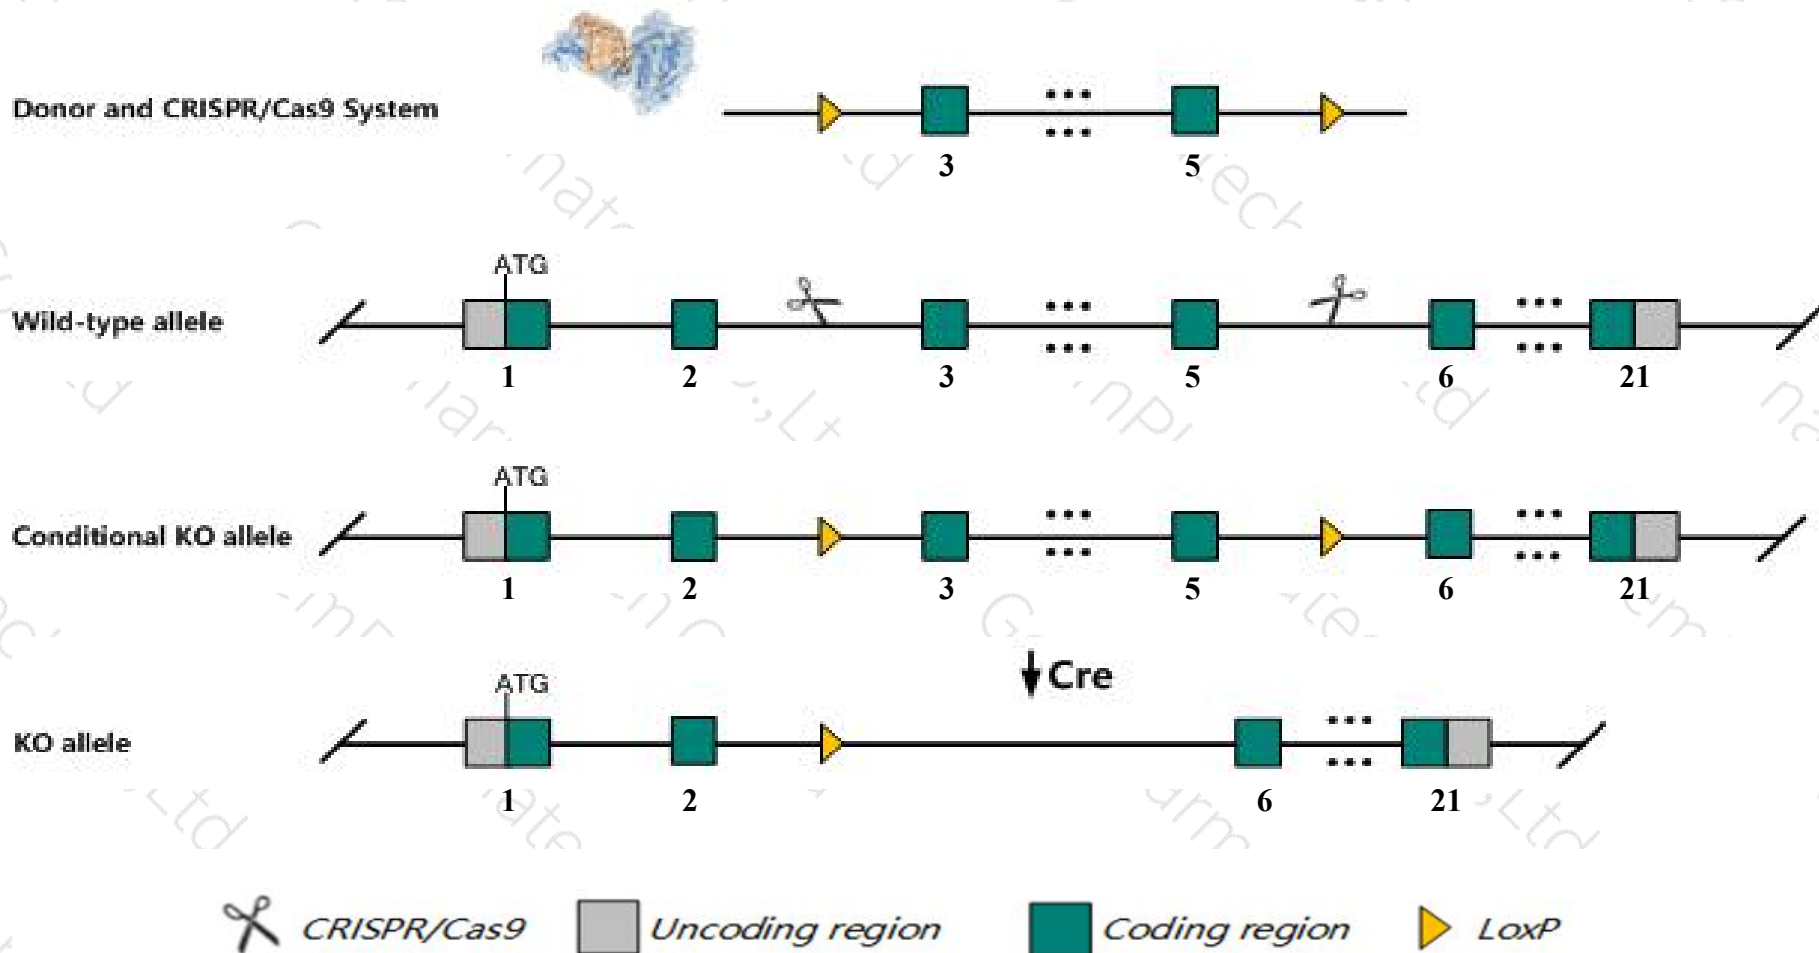 Donor and CRISPR/Cas9 System
3 5
ATG
Wild-type allele
1 2 3 5 6 21
ATG
Conditional KO allele
1 2 3 5 6 21
Cre
ATG
KO allele
1 2 6 21
CRISPR/Cas9 Uncoding region Coding region LoxP